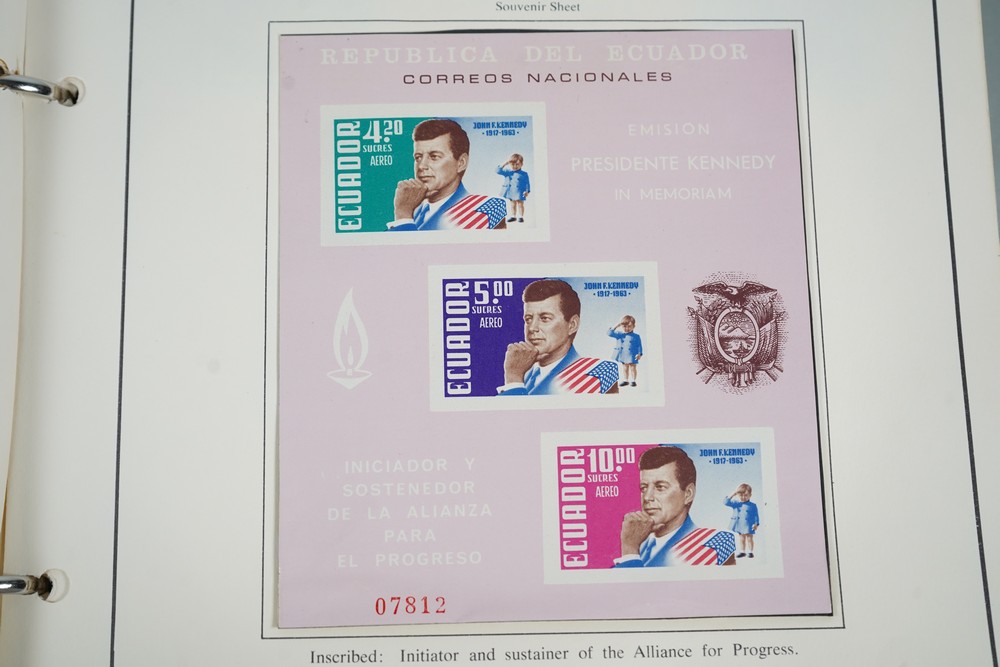 Souvenir Sheet
REPUBLICA DEL ECUADOR
CORREOS NACIONALES
ECUADOR
4.20
SUCRES
AEREO
JOHN F. KENNEDY
·1917-1963·
EMISION
PRESIDENTE KENNEDY
IN MEMORIAM
ECUADOR
5.00
SUCRES
AEREO
JOHN F. KENNEDY
·1917-1963·
ECUADOR
10.00
SUCRES
AEREO
JOHN F. KENNEDY
·1917-1963·
INICIADOR Y
SOSTENEDOR
DE LA ALIANZA
PARA
EL PROGRESO
07812
Inscribed: Initiator and sustainer of the Alliance for Progress.